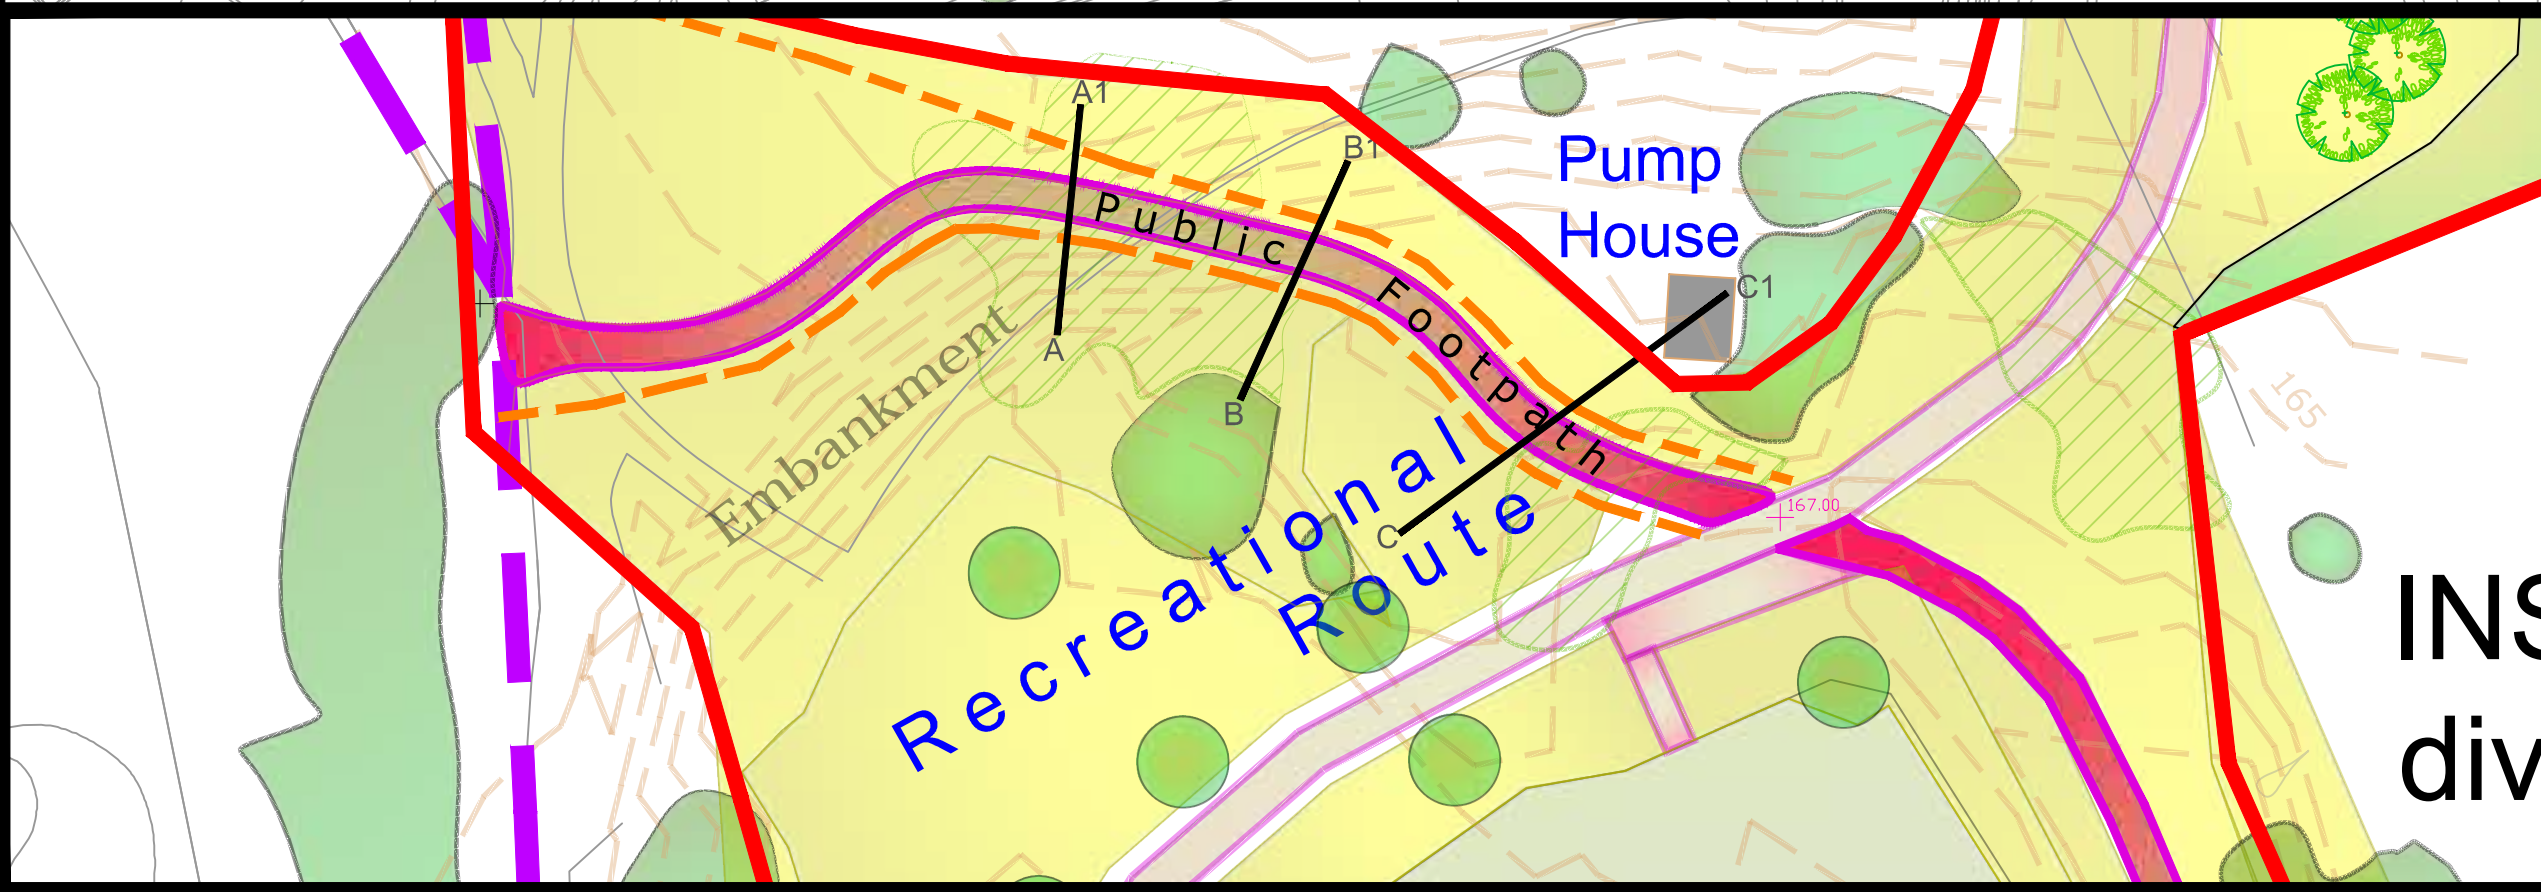 A1
B1
Pump
House
Public Footpath
C1
Embankment
A
B
C
Recreational
Route
167.00
165
INS
div